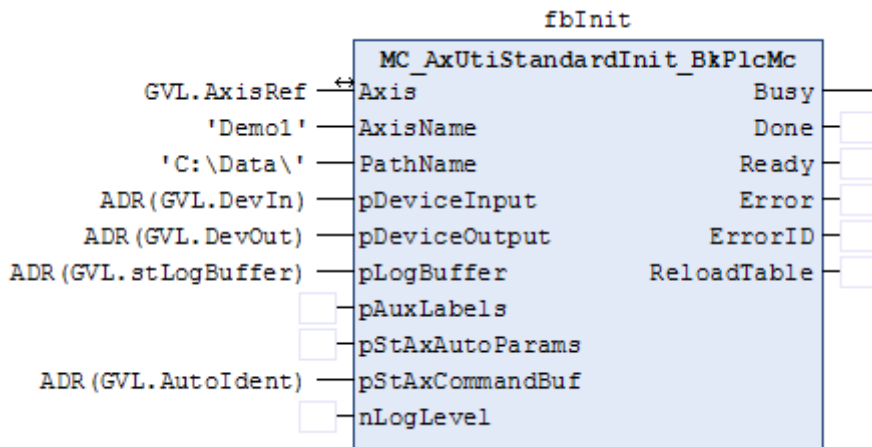 fbInit
MC_AxUtiStandardInit_BkPlcMc
GVL.AxisRef Axis Busy
'Demo1' AxisName Done
'C:\Data\' PathName Ready
ADR(GVL.DevIn) pDeviceInput Error
ADR(GVL.DevOut) pDeviceOutput ErrorID
ADR(GVL.stLogBuffer) pLogBuffer ReloadTable
pAuxLabels
pStAxAutoParams
ADR(GVL.AutoIdent) pStAxCommandBuf
nLogLevel